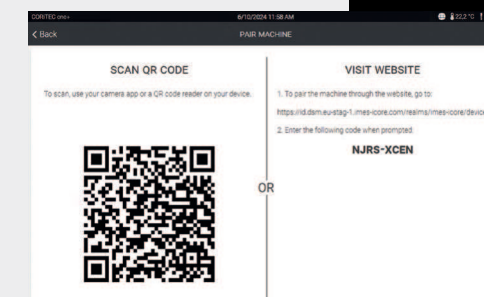 CORiTEC one+ 6/10/2024 11:58 AM 22,2 °C
< Back PAIR MACHINE
SCAN QR CODE
To scan, use your camera app or a QR code reader on your device.
OR
VISIT WEBSITE
1. To pair the machine through the website, go to:
https://id.dsm.eu-stag-1.imes-icore.com/realms/imes-icore/device
2. Enter the following code when prompted:
NJRS-XCEN